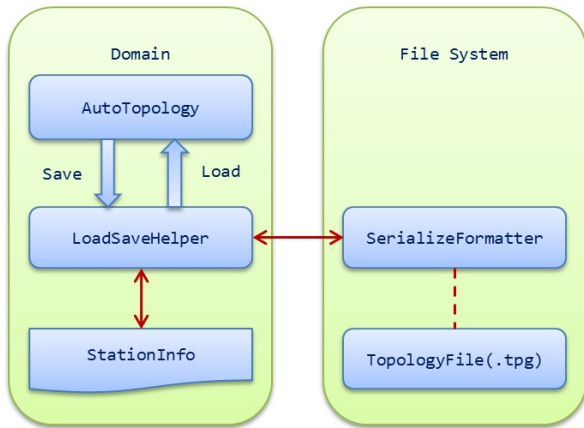 Domain
File System
AutoTopology
Save
Load
LoadSaveHelper
SerializeFormatter
StationInfo
TopologyFile(.tpg)